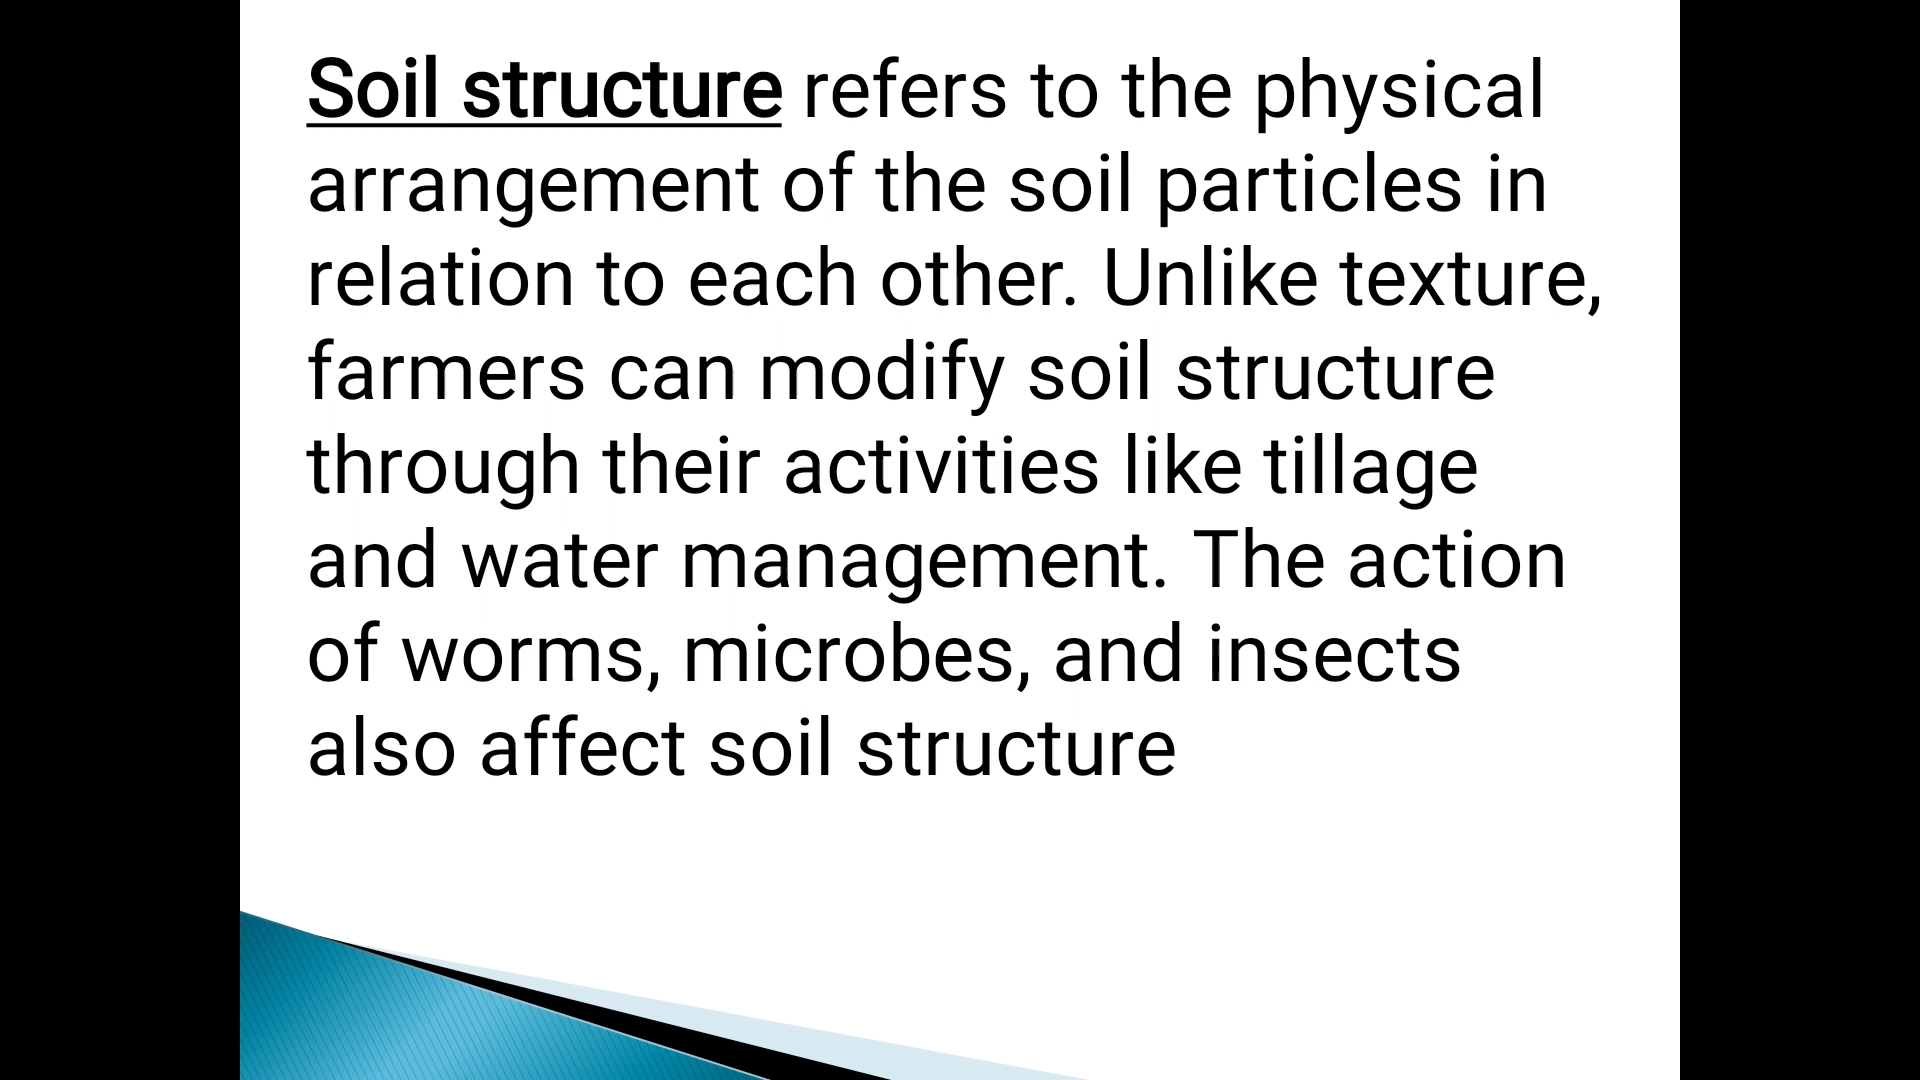 Soil structure refers to the physical
arrangement of the soil particles in
relation to each other. Unlike texture,
farmers can modify soil structure
through their activities like tillage
and water management. The action
of worms, microbes, and insects
also affect soil structure